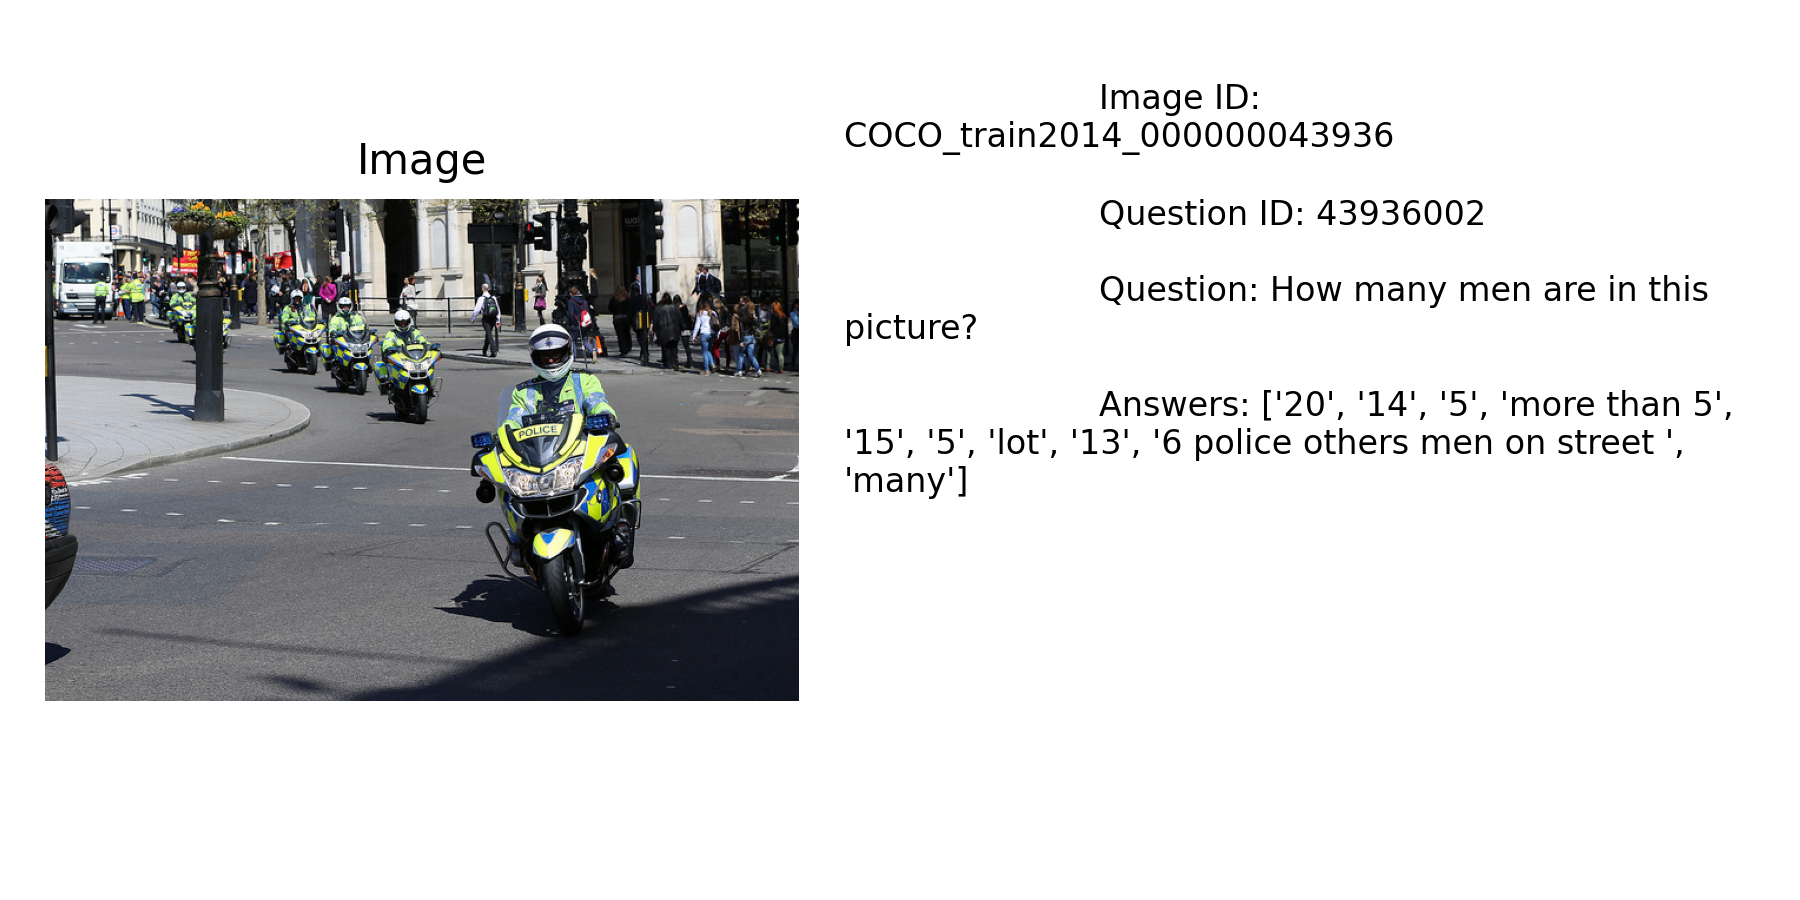 Image
Image ID:
COCO_train2014_000000043936
Question ID: 43936002
Question: How many men are in this
picture?
Answers: ['20', '14', '5', 'more than 5',
'15', '5', 'lot', '13', '6 police others men on street ',
'many']
POLICE